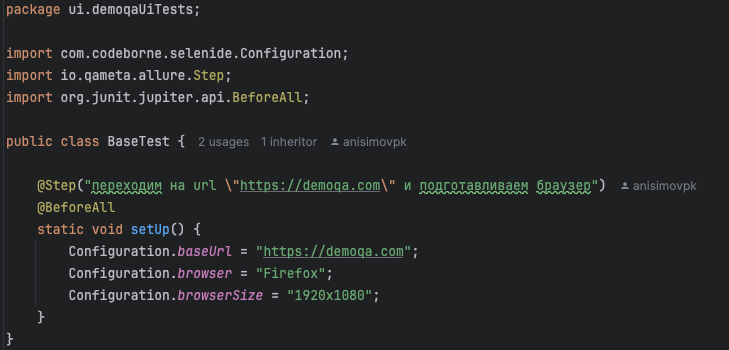 package ui.demoqaUiTests;
import com.codeborne.selenide.Configuration;
import io.qameta.allure.Step;
import org.junit.jupiter.api.BeforeAll;
public class BaseTest { 2 usages 1 inheritor anisimovpk
@Step("переходим на url \"https://demoqa.com\" и подготавливаем браузер") anisimovpk
@BeforeAll
static void setUp() {
Configuration.baseUrl = "https://demoqa.com";
Configuration.browser = "Firefox";
Configuration.browserSize = "1920x1080";
}
}